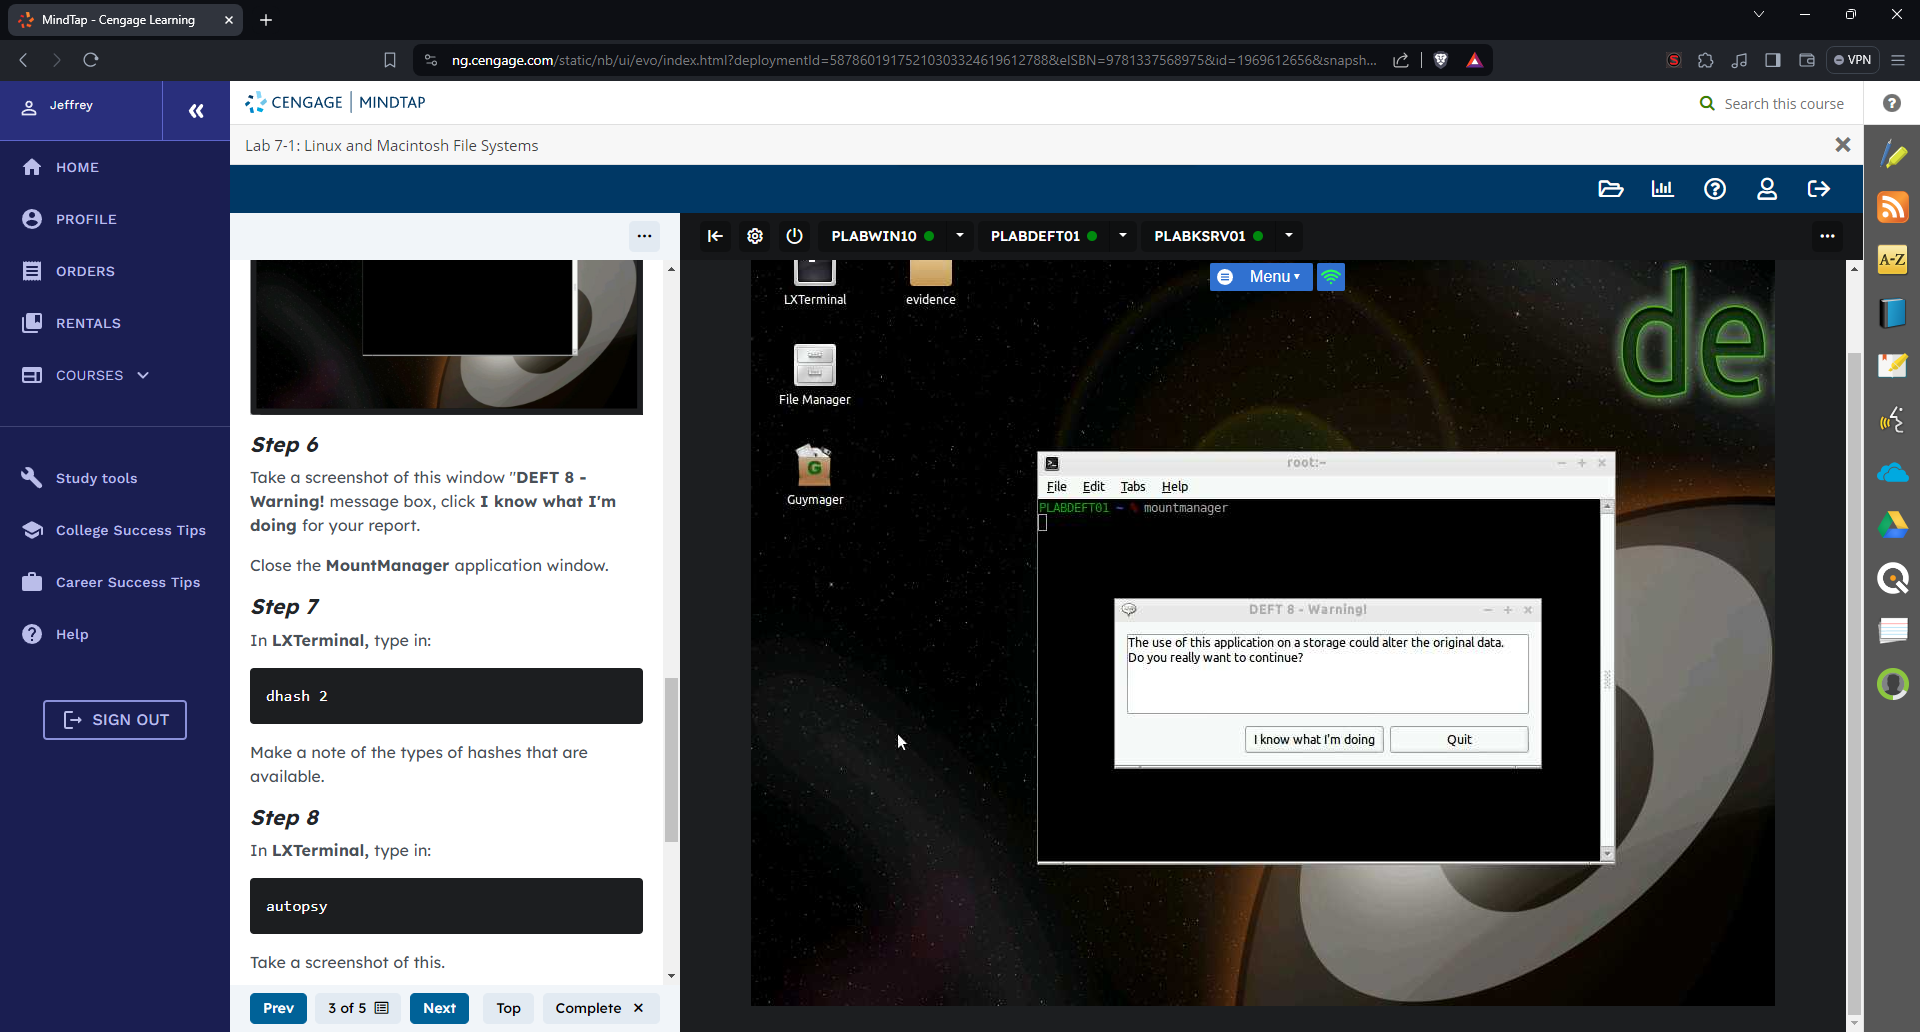 MindTap - Cengage Learning
ng.cengage.com/static/nb/ui/evo/index.html?deploymentId=58786019175210303324619612788&eISBN=9781337568975&id=1969612656&snapsh...
VPN
Jeffrey
CENGAGE | MINDTAP
Search this course
Lab 7-1: Linux and Macintosh File Systems
HOME
PROFILE
ORDERS
RENTALS
COURSES
Study tools
College Success Tips
Career Success Tips
Help
SIGN OUT
Step 6
Take a screenshot of this window "DEFT 8 -
Warning! message box, click I know what I'm
doing for your report.
Close the MountManager application window.
Step 7
In LXTerminal, type in:
dhash 2
Make a note of the types of hashes that are
available.
Step 8
In LXTerminal, type in:
autopsy
Take a screenshot of this.
Prev
3 of 5
Next
Top
Complete
PLABWIN10
PLABDEFT01
PLABKSRV01
Menu
LXTerminal
evidence
File Manager
G
Guymager
de
root:~
File Edit Tabs Help
PLABDEFT01 ~ % mountmanager
DEFT 8 - Warning!
The use of this application on a storage could alter the original data.
Do you really want to continue?
I know what I'm doing
Quit
A-Z